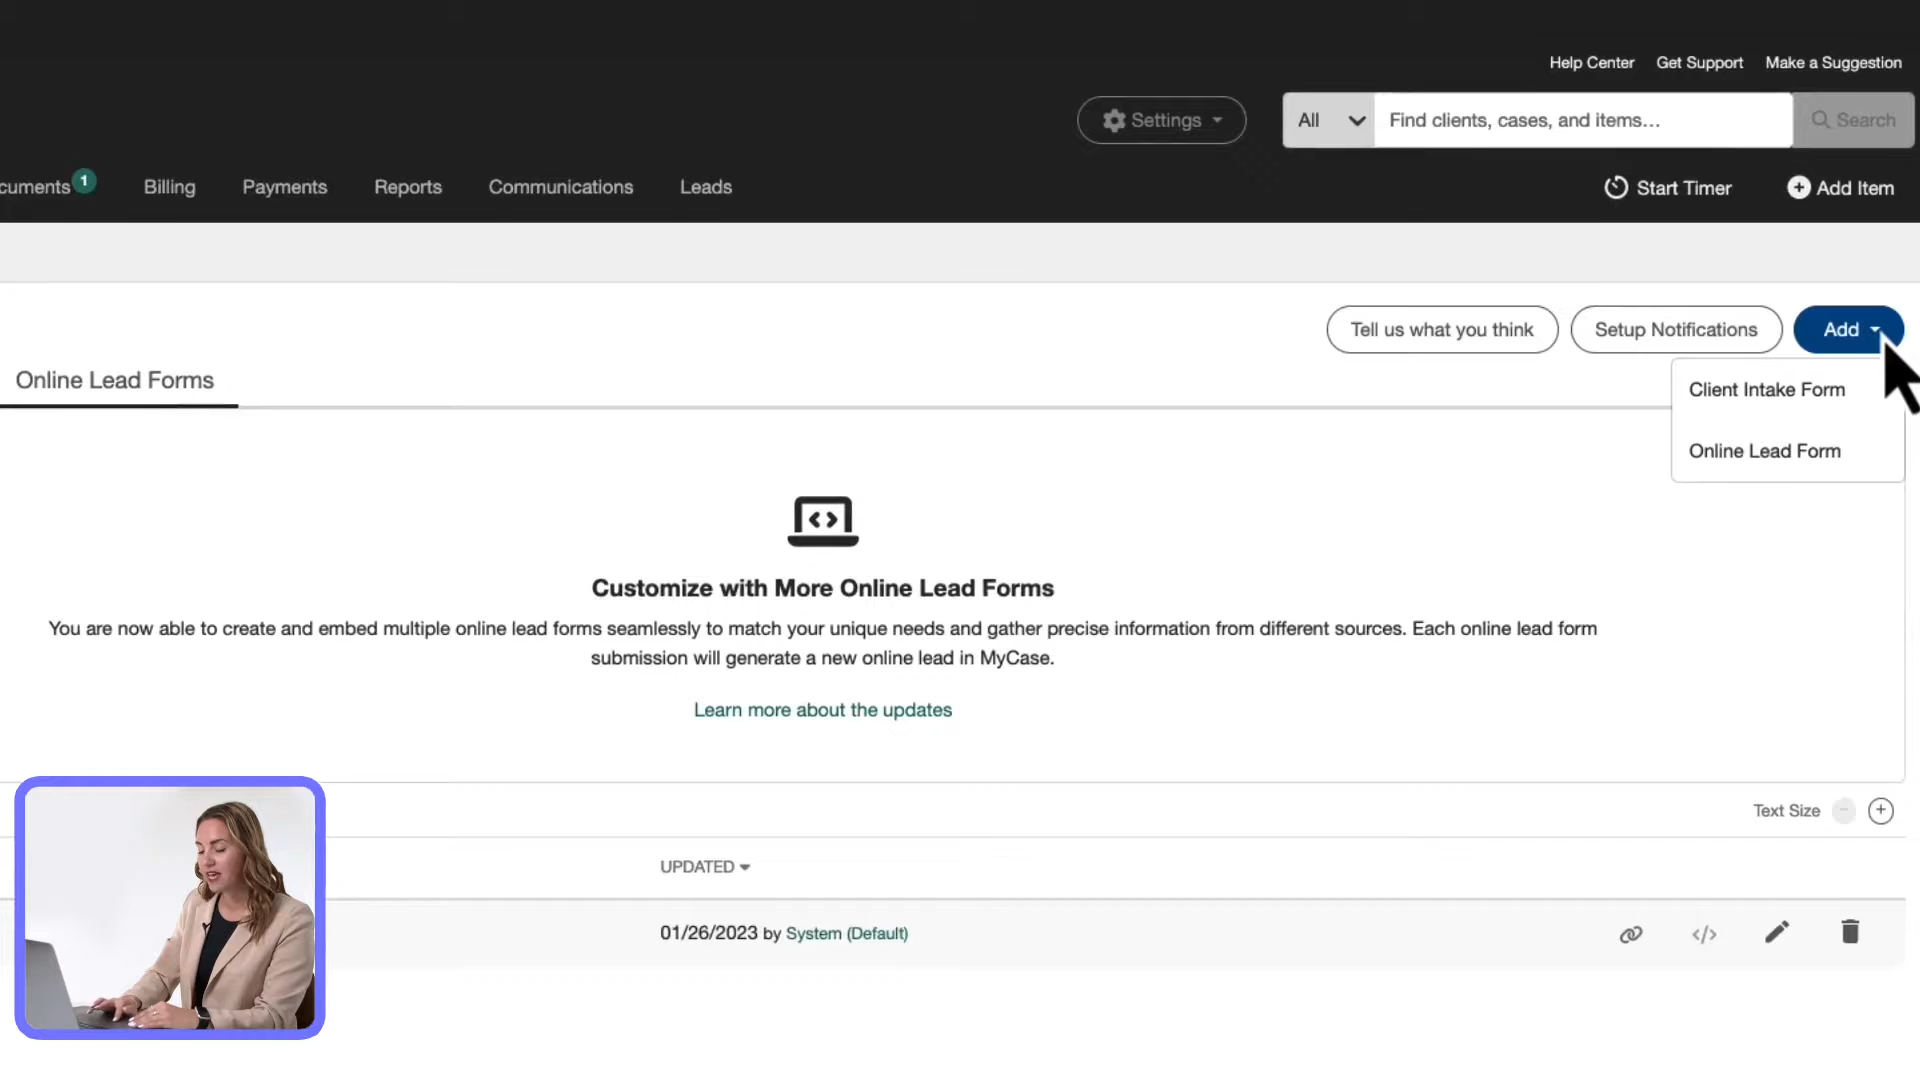 Help Center Get Support Make a Suggestion
Settings All Find clients, cases, and items... Search
cuments 1 Billing Payments Reports Communications Leads Start Timer Add Item
Tell us what you think Setup Notifications Add
Online Lead Forms
Client Intake Form
Online Lead Form
Customize with More Online Lead Forms
You are now able to create and embed multiple online lead forms seamlessly to match your unique needs and gather precise information from different sources. Each online lead form
submission will generate a new online lead in MyCase.
Learn more about the updates
Text Size
UPDATED
01/26/2023 by System (Default)